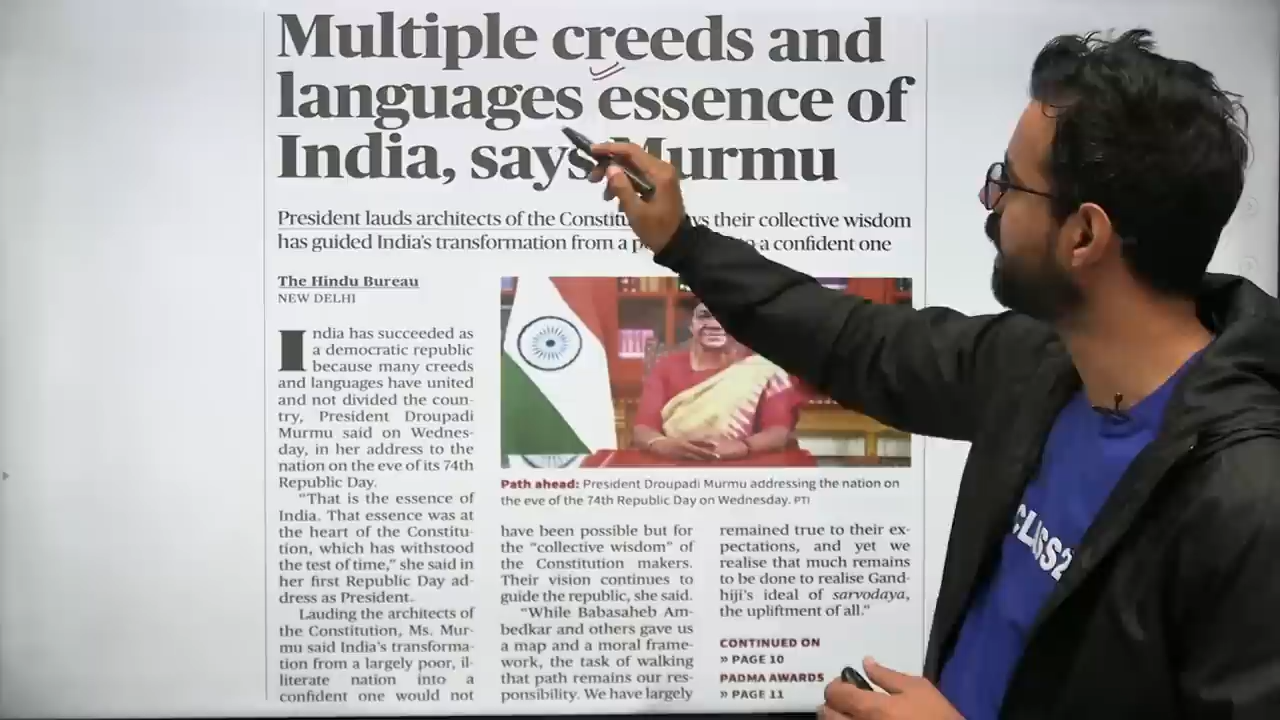 Multiple creeds and
languages essence of
India, says Murmu
President lauds architects of the Constitu ys their collective wisdom
has guided India's transformation from a p a confident one
The Hindu Bureau
NEW DELHI
India has succeeded as
a democratic republic
because many creeds
and languages have united
and not divided the coun-
try, President Droupadi
Murmu said on Wednes-
day, in her address to the
nation on the eve of its 74th
Republic Day.
“That is the essence of
India. That essence was at
the heart of the Constitu-
tion, which has withstood
the test of time,” she said in
her first Republic Day ad-
dress as President.
Lauding the architects of
the Constitution, Ms. Mur-
mu said India's transforma-
tion from a largely poor, il-
literate nation into a
confident one would not
Path ahead: President Droupadi Murmu addressing the nation on
the eve of the 74th Republic Day on Wednesday. PTI
have been possible but for
the “collective wisdom” of
the Constitution makers.
Their vision continues to
guide the republic, she said.
“While Babasaheb Am-
bedkar and others gave us
a map and a moral frame-
work, the task of walking
that path remains our res-
ponsibility. We have largely
remained true to their ex-
pectations, and yet we
realise that much remains
to be done to realise Gand-
hiji's ideal of sarvodaya,
the upliftment of all.”
CONTINUED ON
» PAGE 10
PADMA AWARDS
» PAGE 11
CLASS2